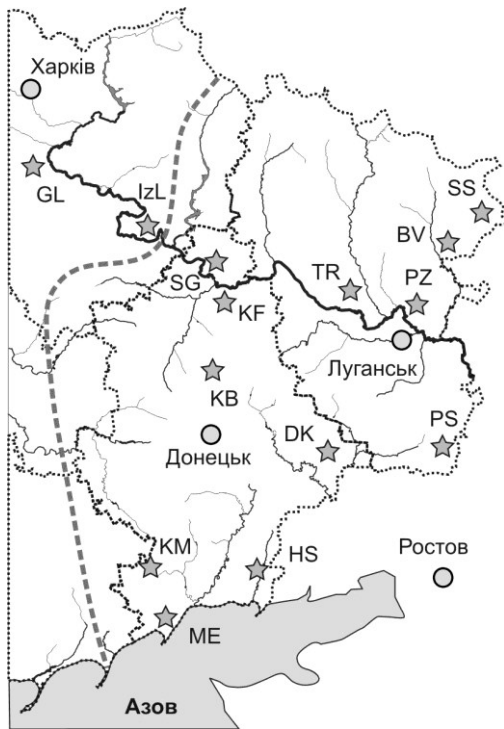 Харків
GL
IzL
SS
BV
SG
TR
PZ
KF
Луганськ
KB
DK
PS
Донецьк
KM
HS
Ростов
ME
Азов